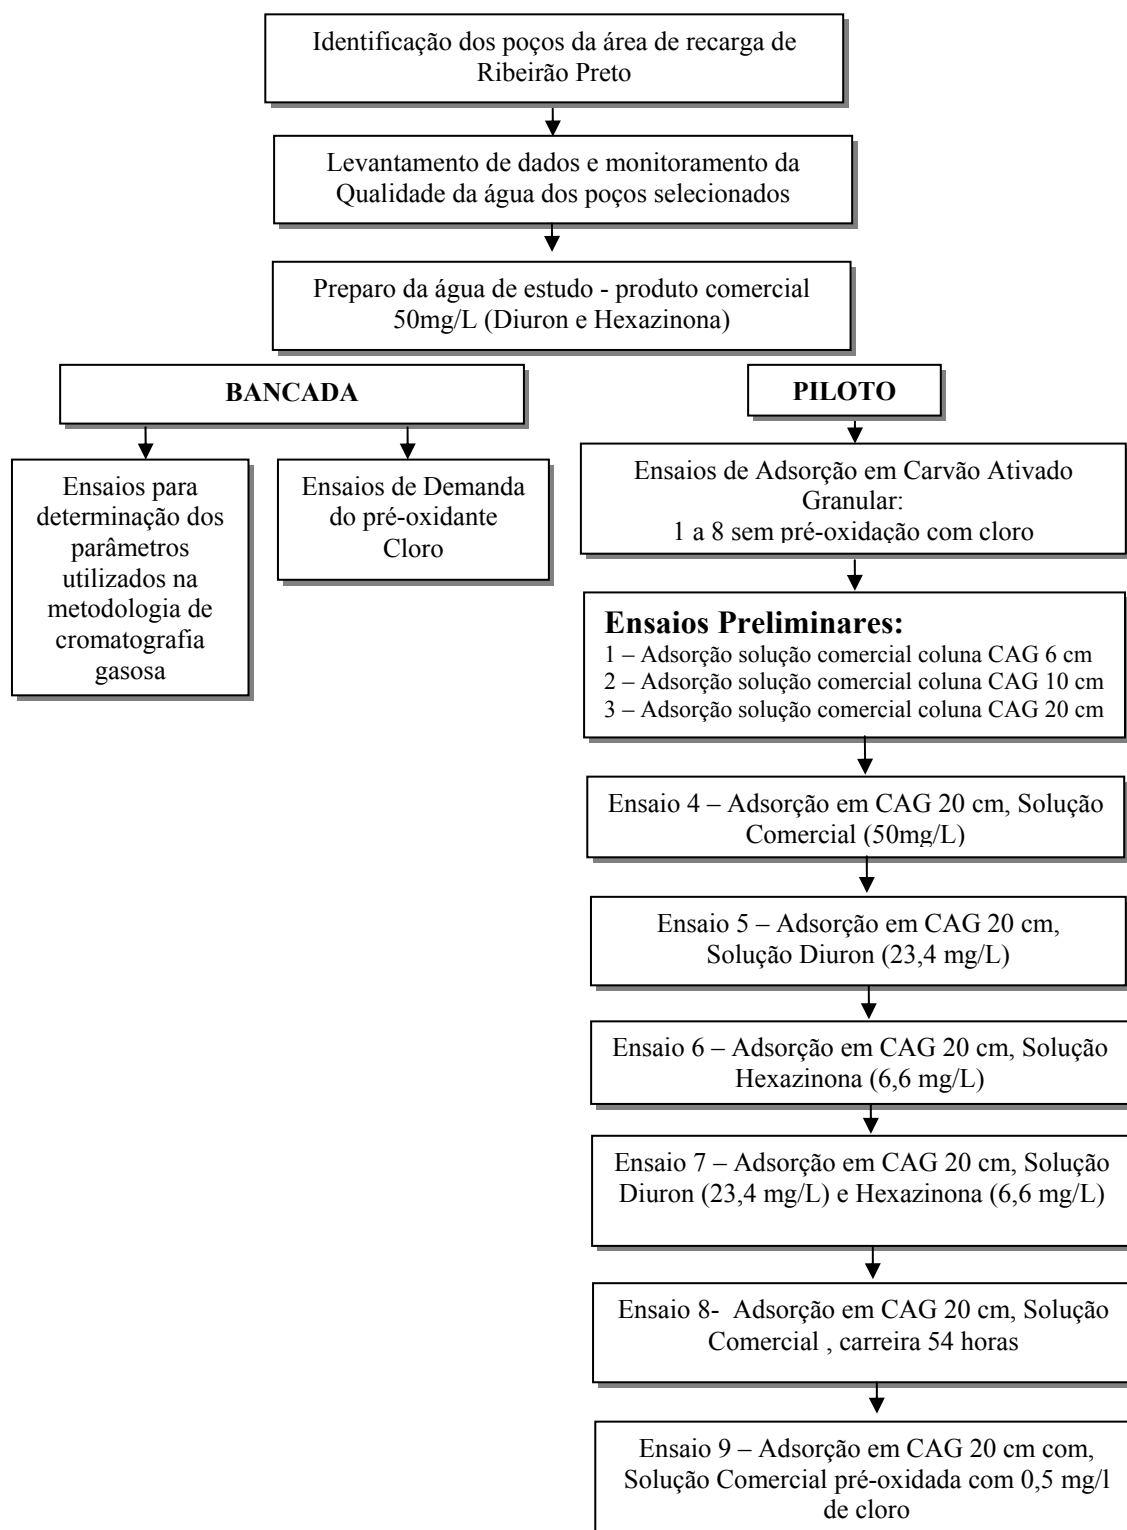 Identificação dos poços da área de recarga de
Ribeirão Preto
Levantamento de dados e monitoramento da
Qualidade da água dos poços selecionados
Preparo da água de estudo - produto comercial
50mg/L (Diuron e Hexazinona)
BANCADA
PILOTO
Ensaios para
determinação dos
parâmetros
utilizados na
metodologia de
cromatografia
gasosa
Ensaios de Demanda
do pré-oxidante
Cloro
Ensaios de Adsorção em Carvão Ativado
Granular:
1 a 8 sem pré-oxidação com cloro
Ensaios Preliminares:
1 – Adsorção solução comercial coluna CAG 6 cm
2 – Adsorção solução comercial coluna CAG 10 cm
3 – Adsorção solução comercial coluna CAG 20 cm
Ensaio 4 – Adsorção em CAG 20 cm, Solução
Comercial (50mg/L)
Ensaio 5 – Adsorção em CAG 20 cm,
Solução Diuron (23,4 mg/L)
Ensaio 6 – Adsorção em CAG 20 cm, Solução
Hexazinona (6,6 mg/L)
Ensaio 7 – Adsorção em CAG 20 cm, Solução
Diuron (23,4 mg/L) e Hexazinona (6,6 mg/L)
Ensaio 8- Adsorção em CAG 20 cm, Solução
Comercial , carreira 54 horas
Ensaio 9 – Adsorção em CAG 20 cm com,
Solução Comercial pré-oxidada com 0,5 mg/l
de cloro